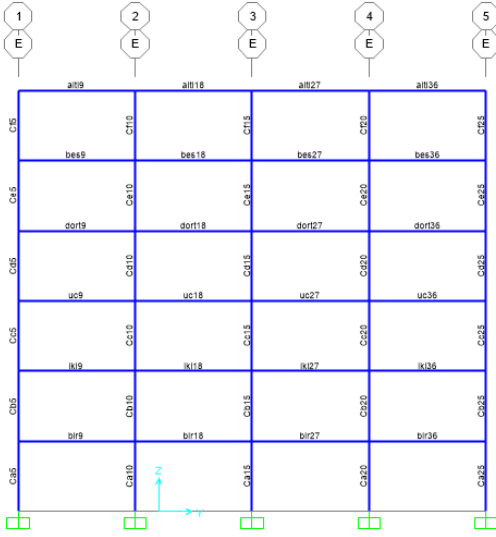 1 2 3 4 5
E E E E E
alti9 alti18 alti27 alti36
Cf5 Cf10 Cf15 Cf20 Cf25
bes9 bes18 bes27 bes36
Ce5 Ce10 Ce15 Ce20 Ce25
dort9 dort18 dort27 dort36
Cd5 Cd10 Cd15 Cd20 Cd25
uc9 uc18 uc27 uc36
Cc5 Cc10 Cc15 Cc20 Cc25
iki9 iki18 iki27 iki36
Cb5 Cb10 Cb15 Cb20 Cb25
bir9 bir18 bir27 bir36
Ca5 Ca10 Ca15 Ca20 Ca25
Z
Y